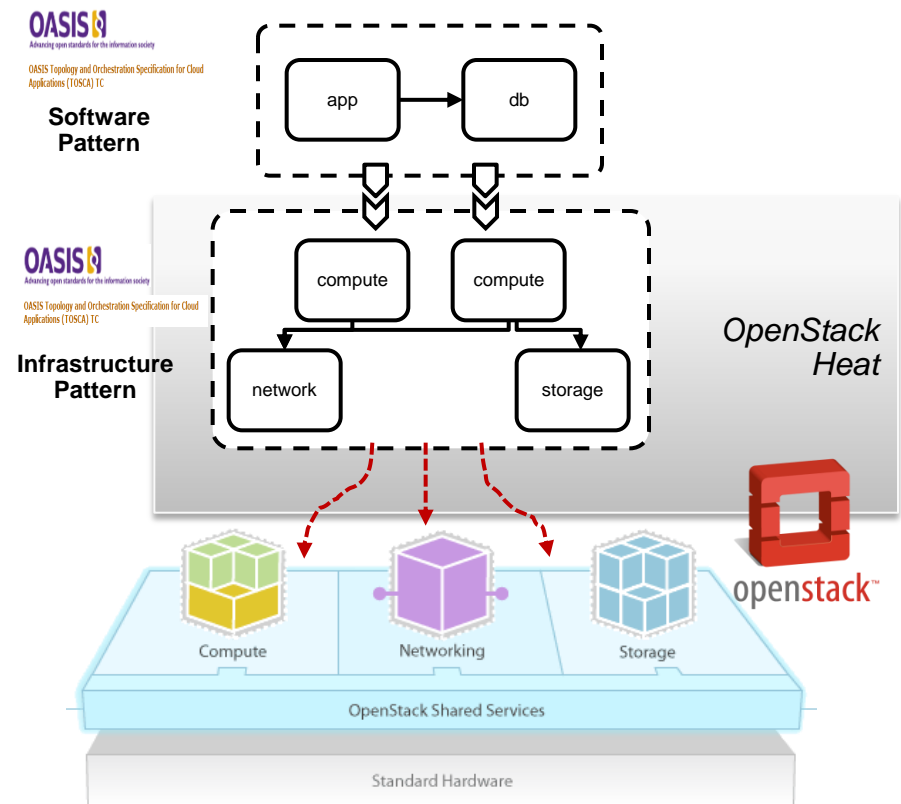 OASIS
Advancing open standards for the information society
OASIS Topology and Orchestration Specification for Cloud
Applications (TOSCA) TC
Software
Pattern
app
db
OASIS
Advancing open standards for the information society
OASIS Topology and Orchestration Specification for Cloud
Applications (TOSCA) TC
Infrastructure
Pattern
compute
compute
network
storage
OpenStack
Heat
openstack™
Compute
Networking
Storage
OpenStack Shared Services
Standard Hardware